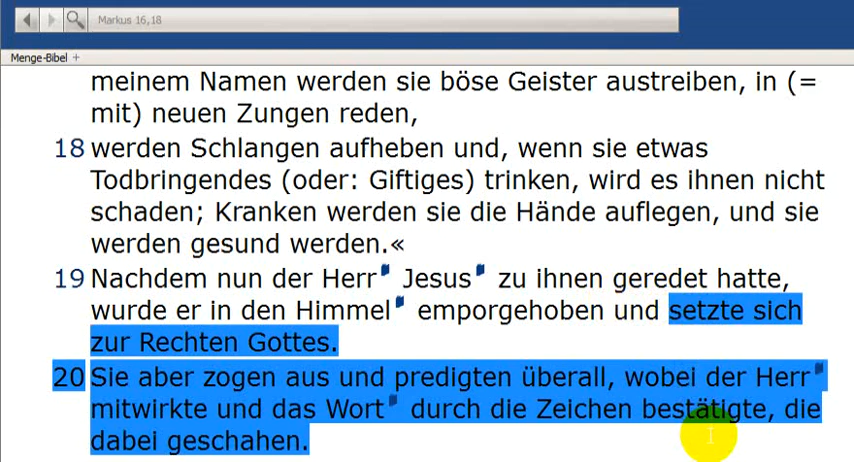 Markus 16,18
Menge-Bibel +
meinem Namen werden sie böse Geister austreiben, in (=
mit) neuen Zungen reden,
18 werden Schlangen aufheben und, wenn sie etwas
Todbringendes (oder: Giftiges) trinken, wird es ihnen nicht
schaden; Kranken werden sie die Hände auflegen, und sie
werden gesund werden.«
19 Nachdem nun der Herr Jesus zu ihnen geredet hatte,
wurde er in den Himmel emporgehoben und setzte sich
zur Rechten Gottes.
20 Sie aber zogen aus und predigten überall, wobei der Herr
mitwirkte und das Wort durch die Zeichen bestätigte, die
dabei geschahen.